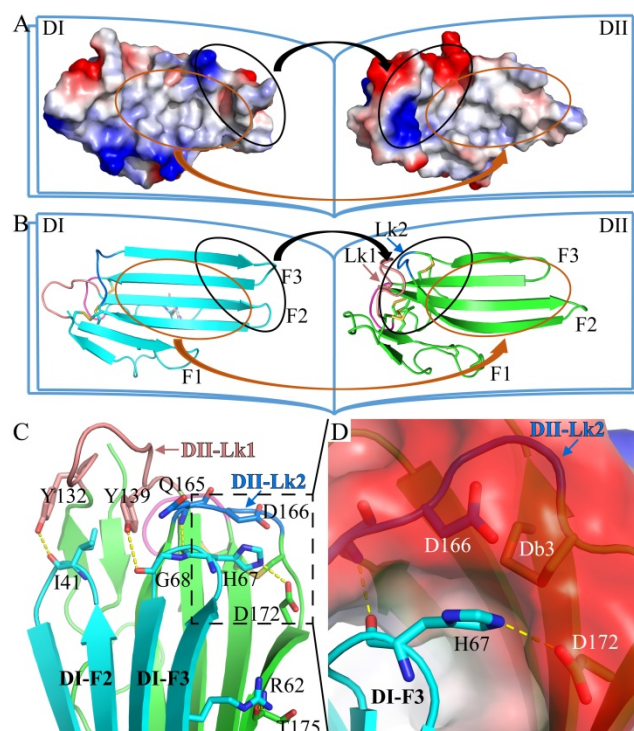 A DI DII
B DI DII
Lk2
Lk1
F3 F3
F2 F2
F1 F1
C DII-Lk1 D DII-Lk2
Y132 Y139 Q165 DII-Lk2
D166
D166 Db3
I41 G68 H67
H67 D172
D172
DI-F2 DI-F3 R62 DI-F3
T175